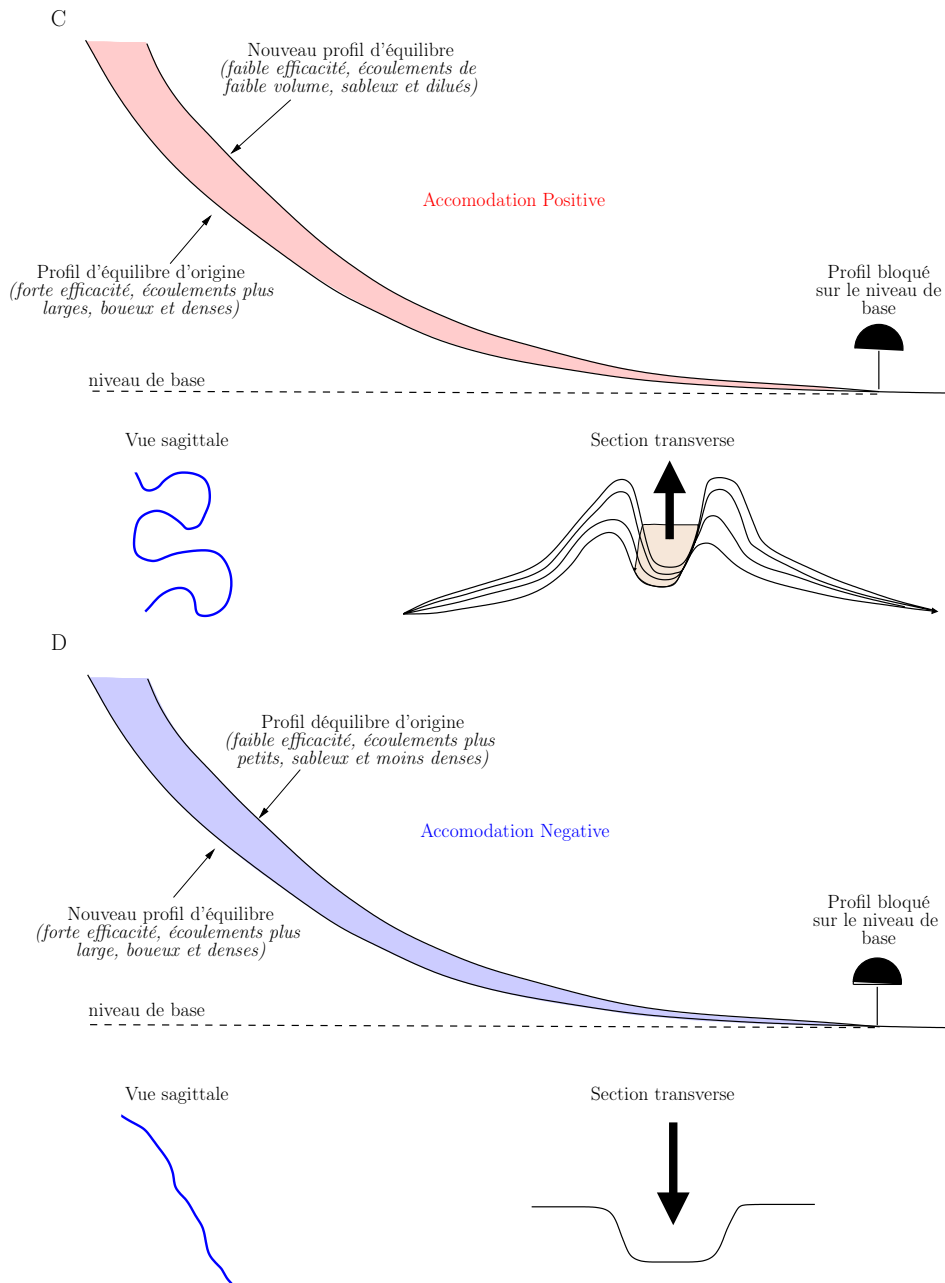 C
Nouveau profil d'équilibre
(faible efficacité, écoulements de
faible volume, sableux et dilués)
Accomodation Positive
Profil d'équilibre d'origine
(forte efficacité, écoulements plus
larges, boueux et denses)
Profil bloqué
sur le niveau de
base
niveau de base
Vue sagittale
Section transverse
D
Profil déquilibre d'origine
(faible efficacité, écoulements plus
petits, sableux et moins denses)
Accomodation Negative
Nouveau profil d'équilibre
(forte efficacité, écoulements plus
large, boueux et denses)
Profil bloqué
sur le niveau de
base
niveau de base
Vue sagittale
Section transverse